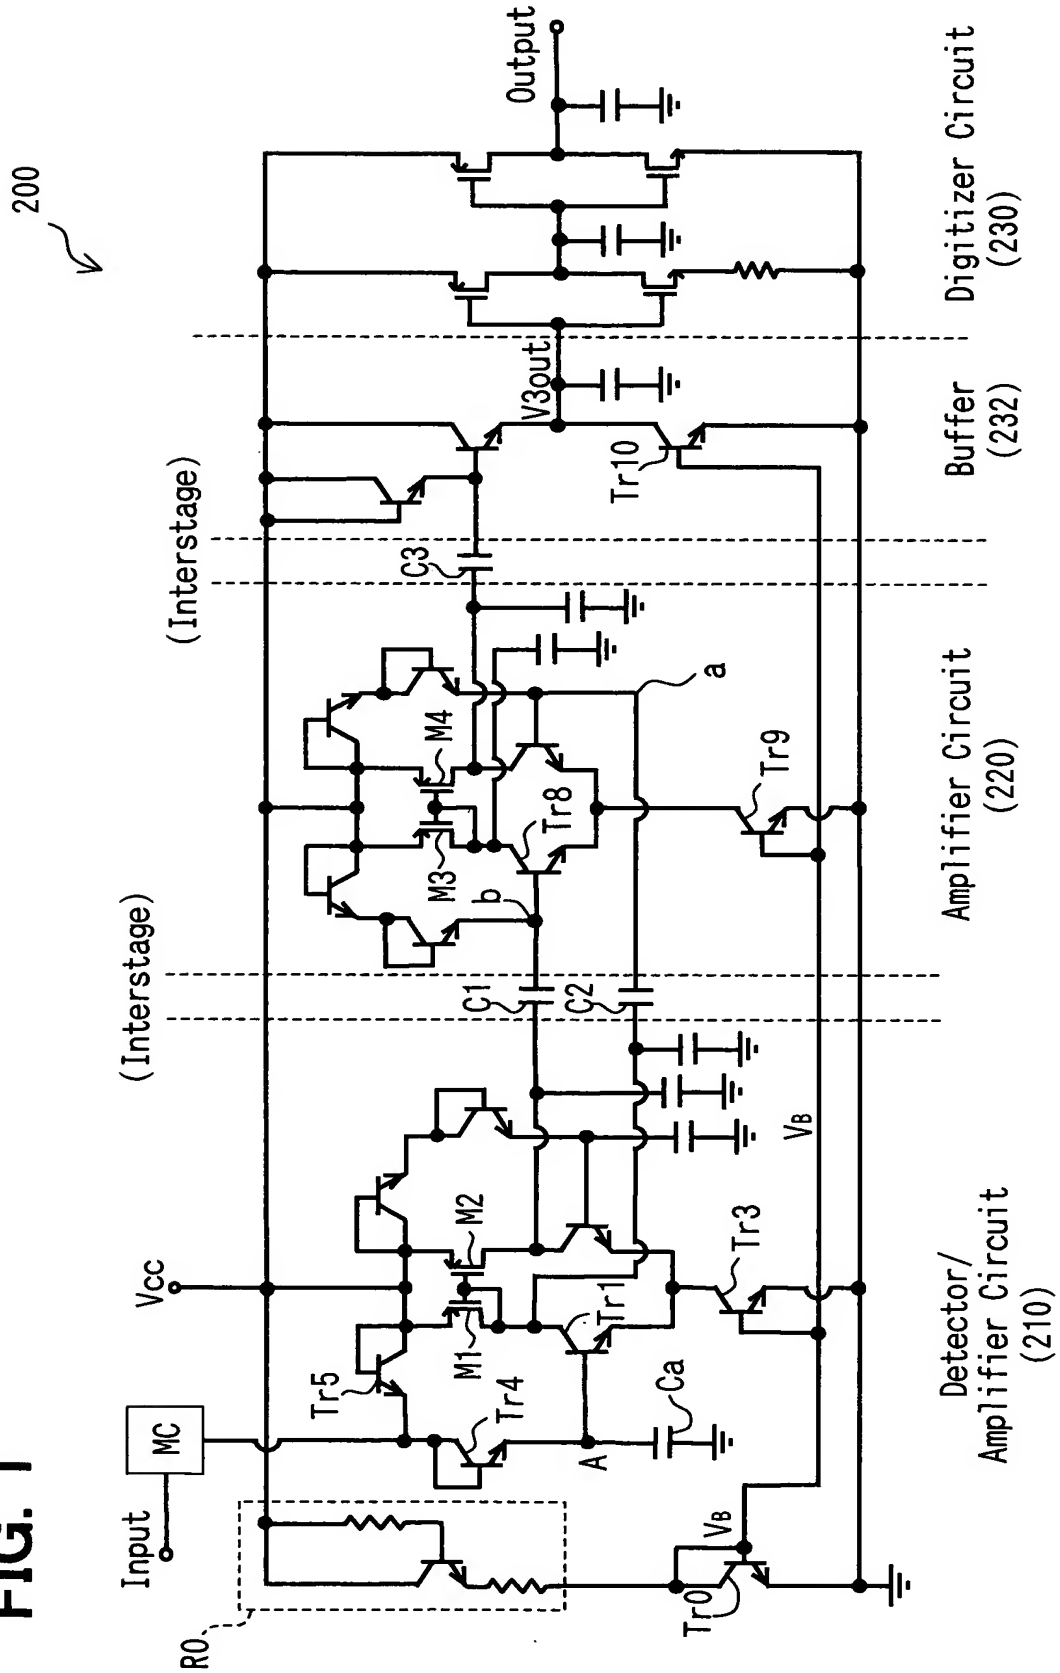 FIG. 1
200
Input
MC
Vcc
(Interstage)
(Interstage)
Output
R0
Tr5
Tr4
M1
M2
Tr1
A
Ca
Tr3
VB
VB
Tr0
C1
C2
b
M3
M4
Tr8
a
Tr9
C3
V3out
Tr10
Detector/
Amplifier Circuit
(210)
Amplifier Circuit
(220)
Buffer
(232)
Digitizer Circuit
(230)